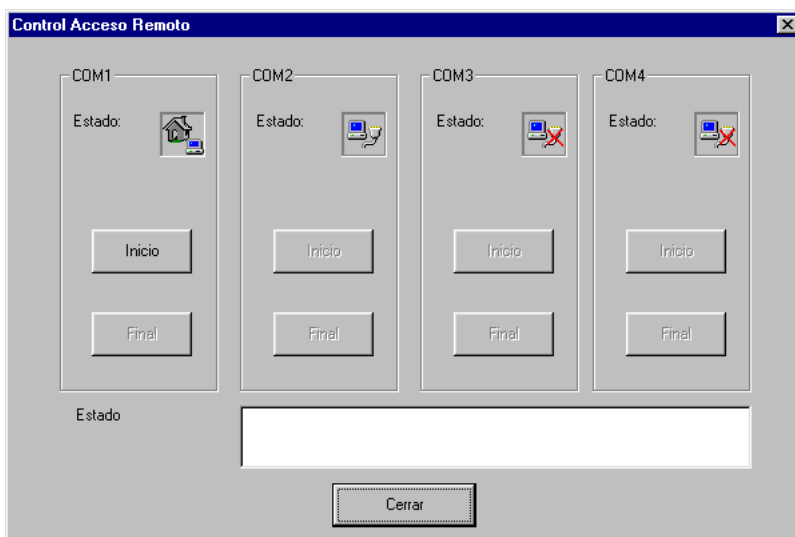 Control Acceso Remoto
COM1 COM2 COM3 COM4
Estado: Estado: Estado: Estado:
Inicio Inicio Inicio Inicio
Final Final Final Final
Estado
Cerrar